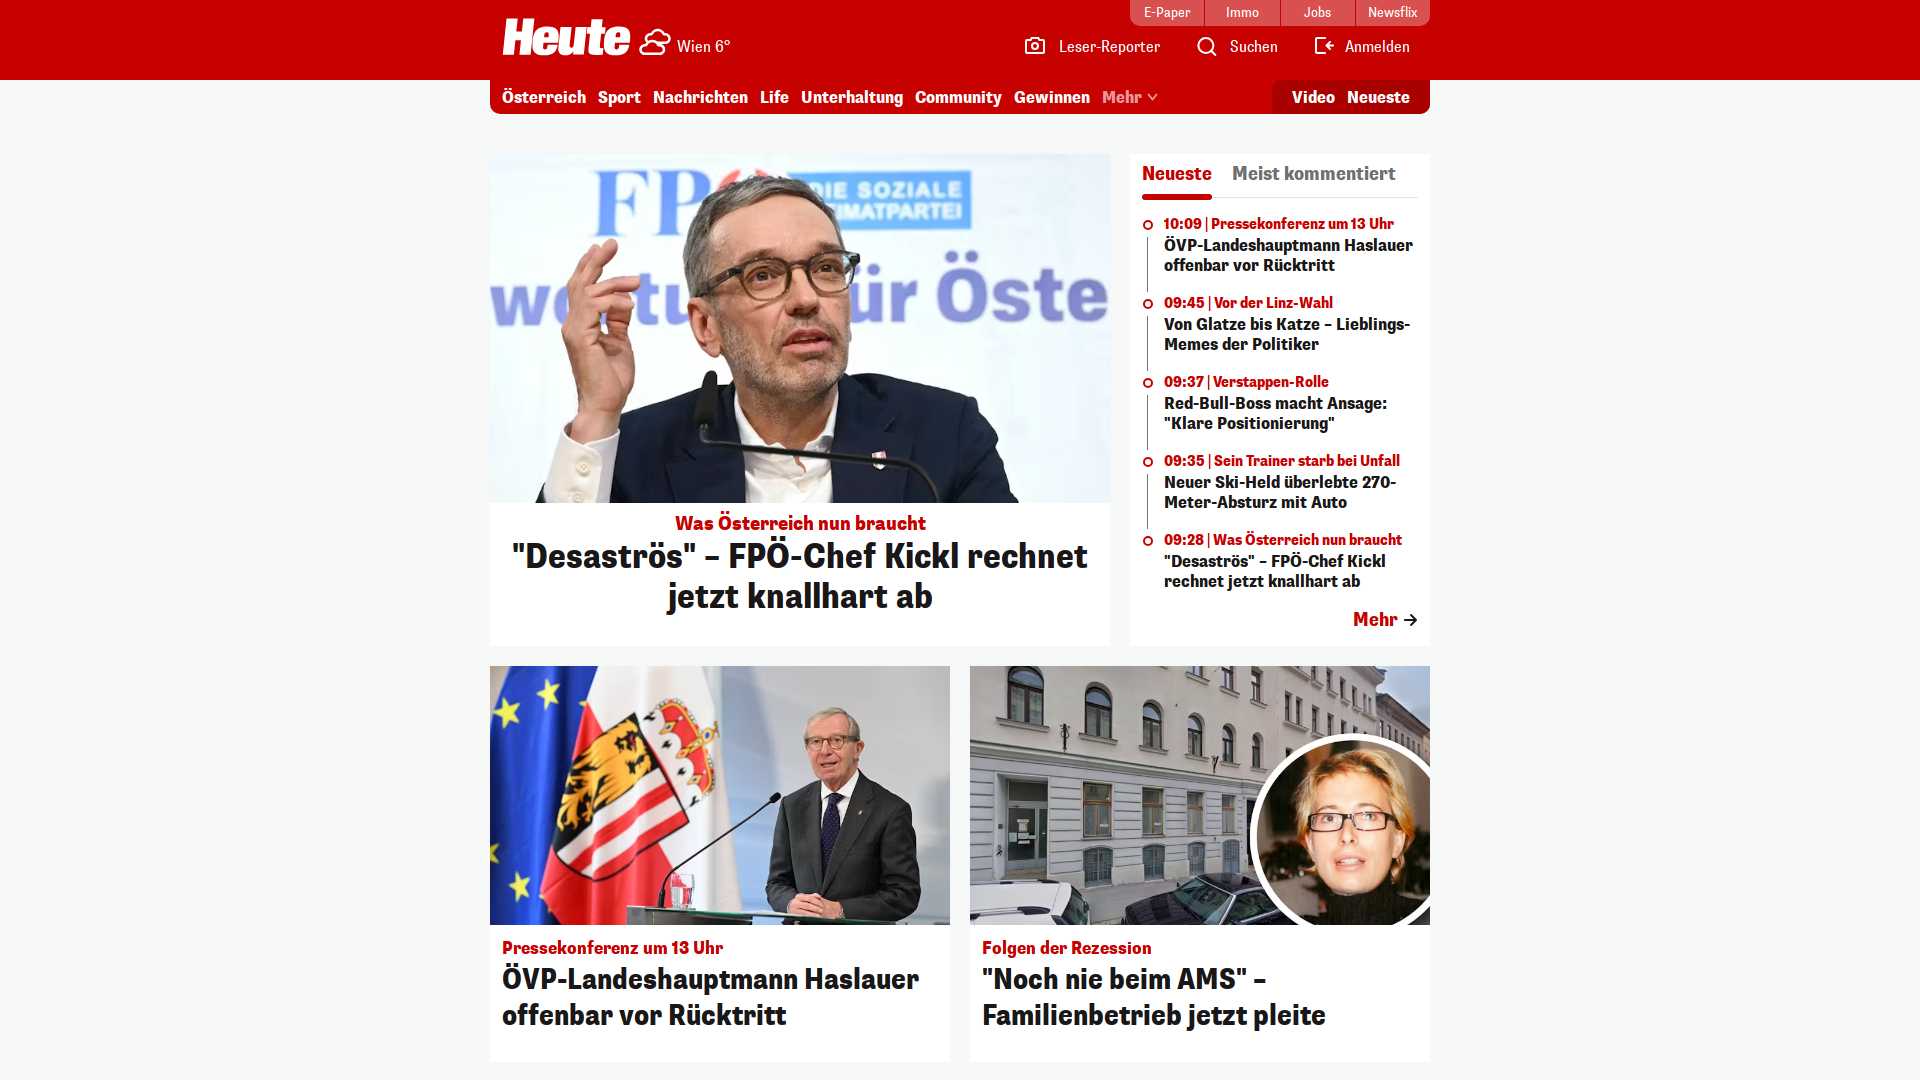 E-Paper
Immo
Jobs
Newsflix
Heute
Wien 6°
Leser-Reporter
Suchen
Anmelden
Österreich
Sport
Nachrichten
Life
Unterhaltung
Community
Gewinnen
Mehr
Video
Neueste
DIE SOZIALE
wo
ür Öste
Was Österreich nun braucht
"Desaströs" – FPÖ-Chef Kickl rechnet
jetzt knallhart ab
Neueste
Meist kommentiert
10:09 | Pressekonferenz um 13 Uhr
ÖVP-Landeshauptmann Haslauer
offenbar vor Rücktritt
09:45 | Vor der Linz-Wahl
Von Glatze bis Katze – Lieblings-
Memes der Politiker
09:37 | Verstappen-Rolle
Red-Bull-Boss macht Ansage:
"Klare Positionierung"
09:35 | Sein Trainer starb bei Unfall
Neuer Ski-Held überlebte 270-
Meter-Absturz mit Auto
09:28 | Was Österreich nun braucht
"Desaströs" – FPÖ-Chef Kickl
rechnet jetzt knallhart ab
Mehr
Pressekonferenz um 13 Uhr
ÖVP-Landeshauptmann Haslauer
offenbar vor Rücktritt
Folgen der Rezession
"Noch nie beim AMS" –
Familienbetrieb jetzt pleite